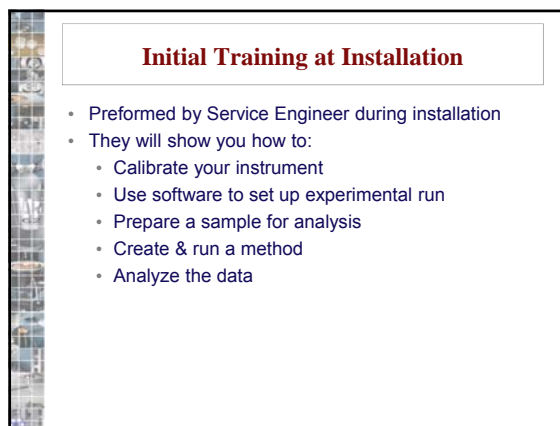 Initial Training at Installation
• Preformed by Service Engineer during installation
• They will show you how to:
• Calibrate your instrument
• Use software to set up experimental run
• Prepare a sample for analysis
• Create & run a method
• Analyze the data